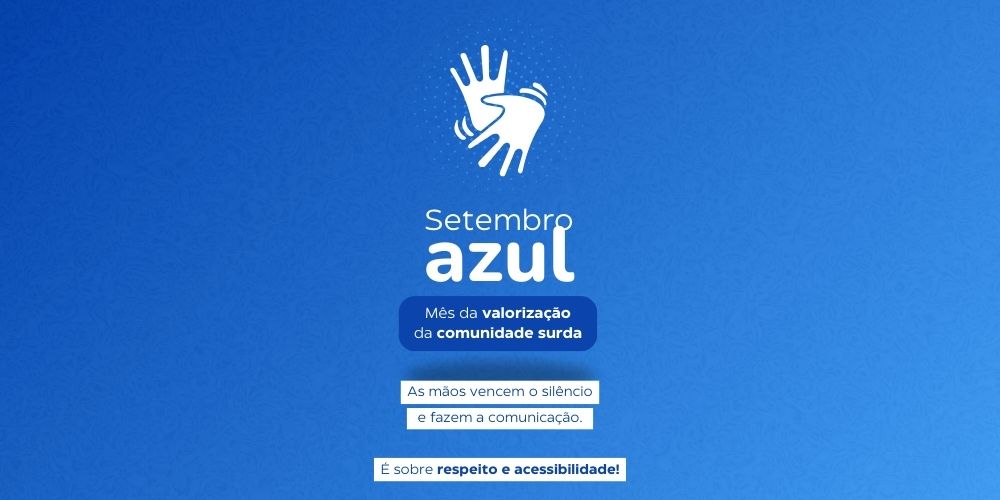 Setembro
azul
Mês da valorização
da comunidade surda
As mãos vencem o silêncio
e fazem a comunicação.
É sobre respeito e acessibilidade!